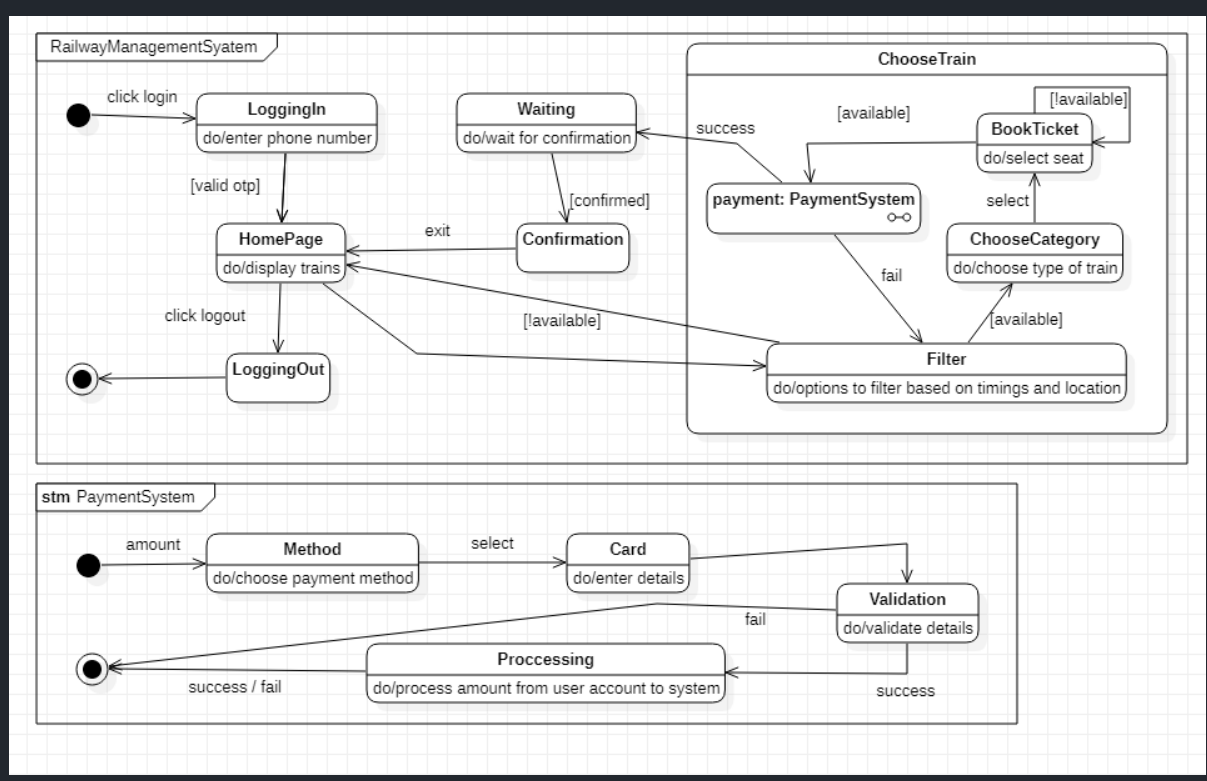 RailwayManagementSyatem
ChooseTrain
click login
LoggingIn
do/enter phone number
Waiting
do/wait for confirmation
success
[available]
[!available]
BookTicket
do/select seat
[valid otp]
[confirmed]
payment: PaymentSystem
select
HomePage
do/display trains
exit
Confirmation
ChooseCategory
do/choose type of train
fail
click logout
[!available]
[available]
LoggingOut
Filter
do/options to filter based on timings and location
stm PaymentSystem
amount
Method
do/choose payment method
select
Card
do/enter details
Validation
do/validate details
fail
Proccessing
do/process amount from user account to system
success / fail
success